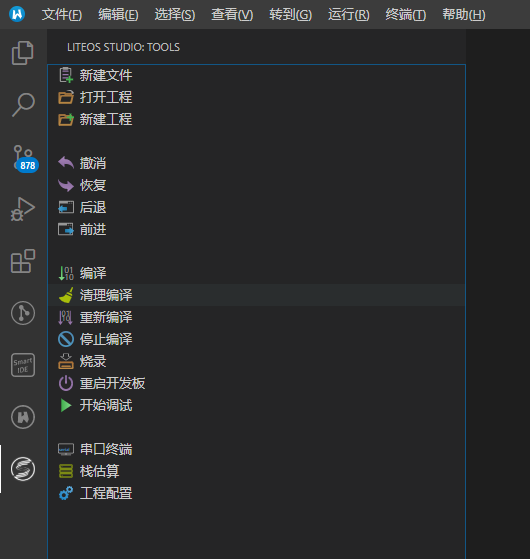 文件(F) 编辑(E) 选择(S) 查看(V) 转到(G) 运行(R) 终端(T) 帮助(H)
LITEOS STUDIO: TOOLS
新建文件
打开工程
新建工程
撤消
恢复
878
后退
前进
编译
清理编译
重新编译
停止编译
Smart
IDE
烧录
重启开发板
开始调试
串口终端
栈估算
工程配置